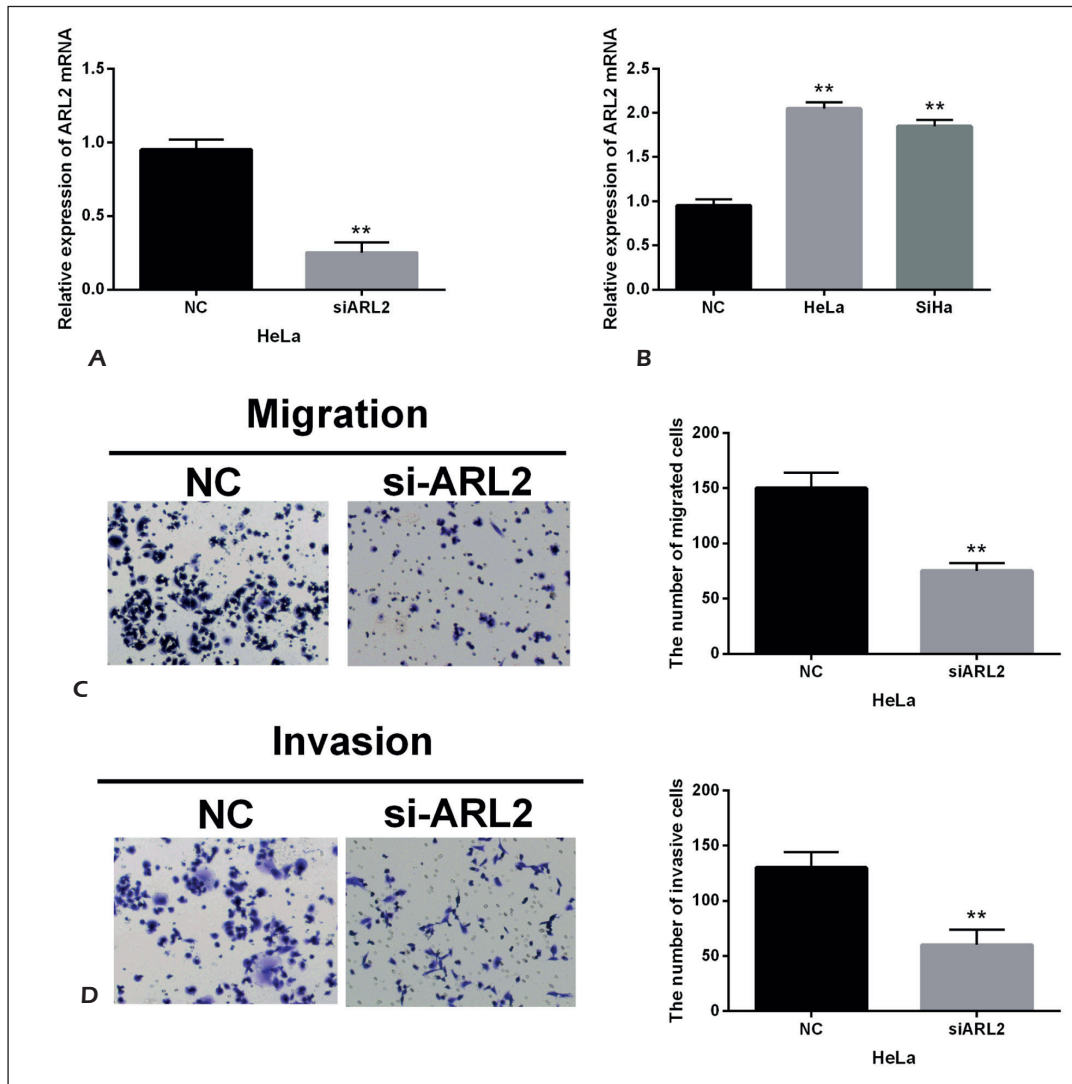 Relative expression of ARL2 mRNA
1.5
1.0
0.5
0.0
**
NC
siARL2
HeLa
A
Relative expression of ARL2 mRNA
2.5
2.0
1.5
1.0
0.5
0.0
**
**
NC
HeLa
SiHa
B
Migration
NC
si-ARL2
C
The number of migrated cells
200
150
100
50
0
**
NC
siARL2
HeLa
Invasion
NC
si-ARL2
D
The number of invasive cells
200
150
100
50
0
**
NC
siARL2
HeLa